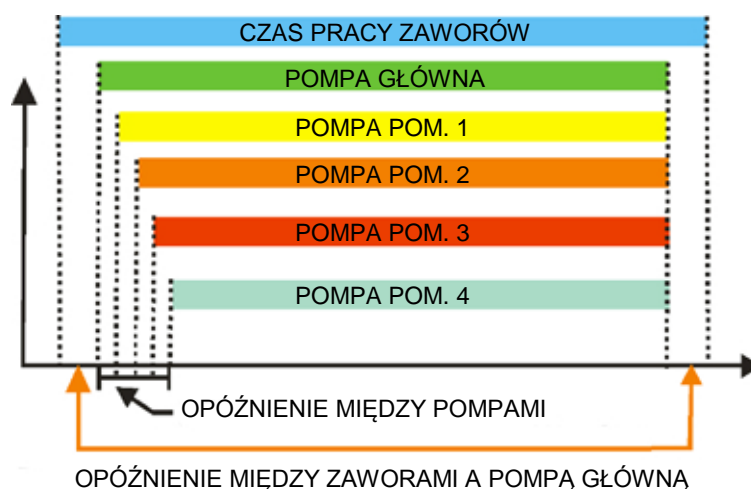 CZAS PRACY ZAWORÓW
POMPA GŁÓWNA
POMPA POM. 1
POMPA POM. 2
POMPA POM. 3
POMPA POM. 4
OPÓŹNIENIE MIĘDZY POMPAMI
OPÓŹNIENIE MIĘDZY ZAWORAMI A POMPĄ GŁÓWNĄ